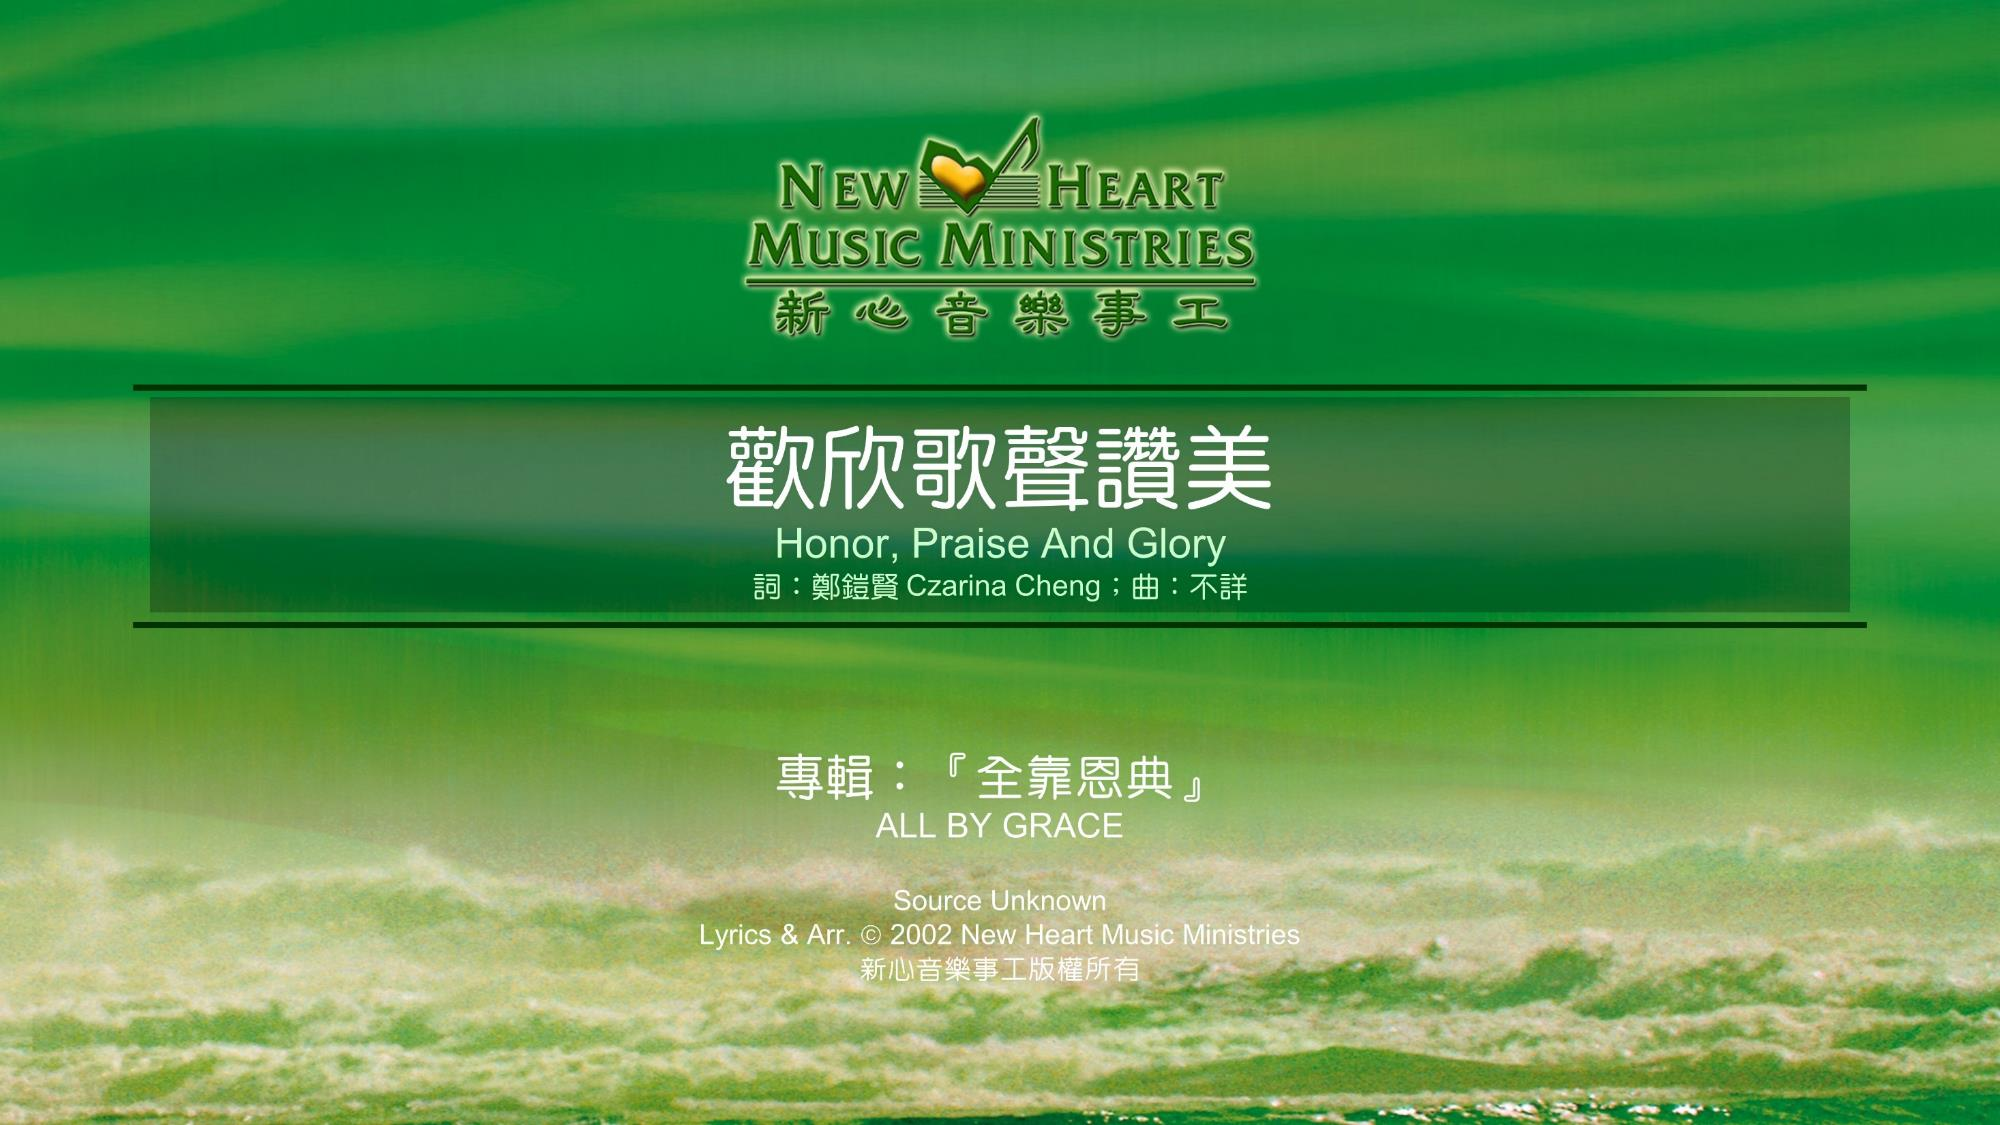 NEW HEART
MUSIC MINISTRIES
新心音樂事工
歡欣歌聲讚美
Honor, Praise And Glory
詞：鄭鎧賢 Czarina Cheng；曲：不詳
專輯：『全靠恩典』
ALL BY GRACE
Source Unknown
Lyrics & Arr. © 2002 New Heart Music Ministries
新心音樂事工版權所有